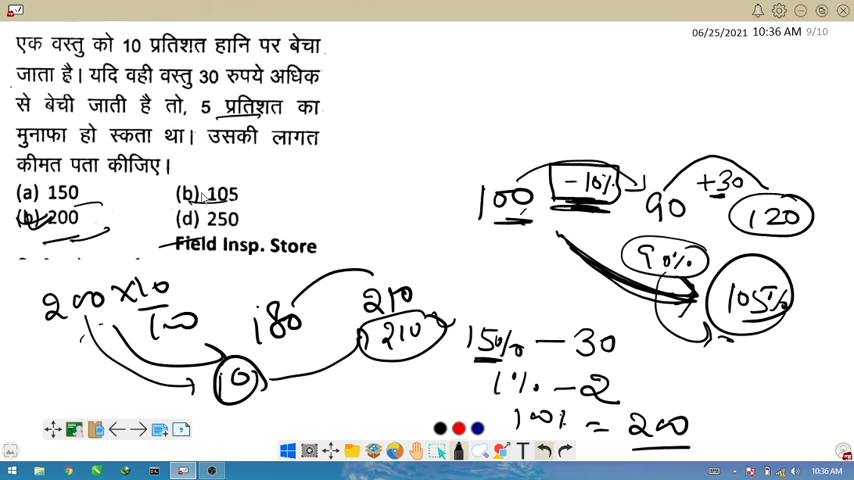 06/25/2021 10:36 AM 9/10
एक वस्तु को 10 प्रतिशत हानि पर बेचा
जाता है। यदि वही वस्तु 30 रुपये अधिक
से बेची जाती है तो, 5 प्रतिशत का
मुनाफा हो स्कता था। उसकी लागत
कीमत पता कीजिए।
(a) 150 (b) 105
(b) 200 (d) 250
Field Insp. Store
100 -10% 90 +30 120
90% 105%
200 × 10
100
180 210
210
10
15% - 30
1% - 2
100% = 200
10:36 AM